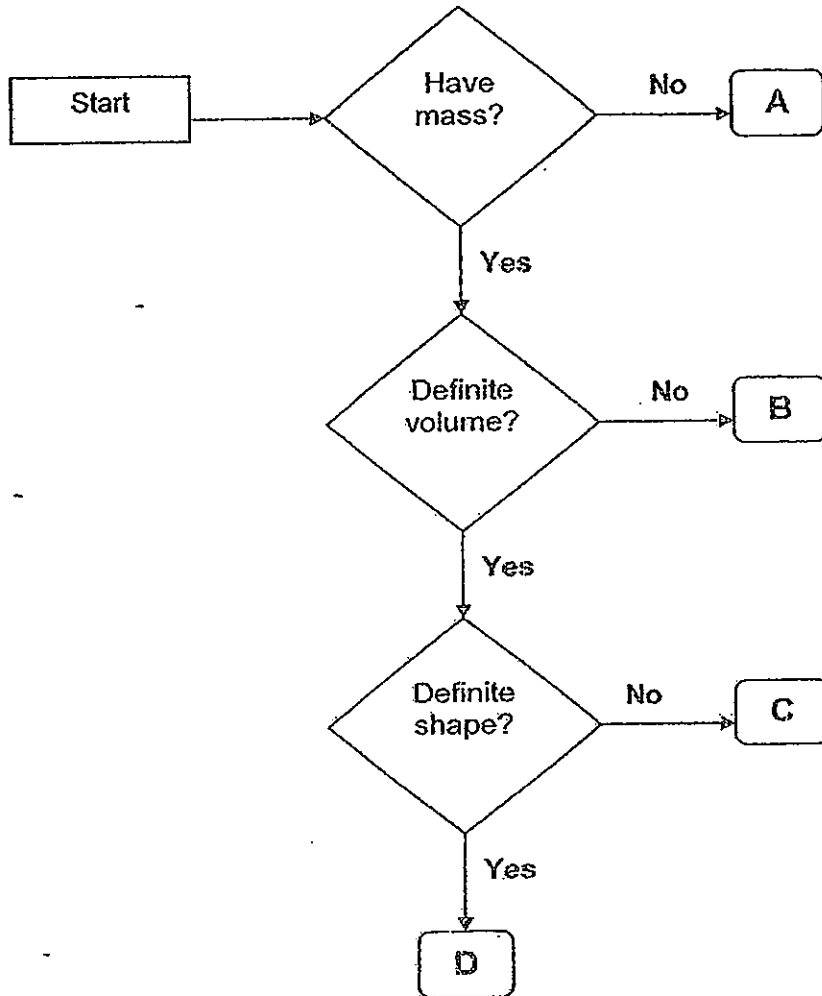 Start
Have
mass?
No
A
Yes
Definite
volume?
No
B
Yes
Definite
shape?
No
C
Yes
D